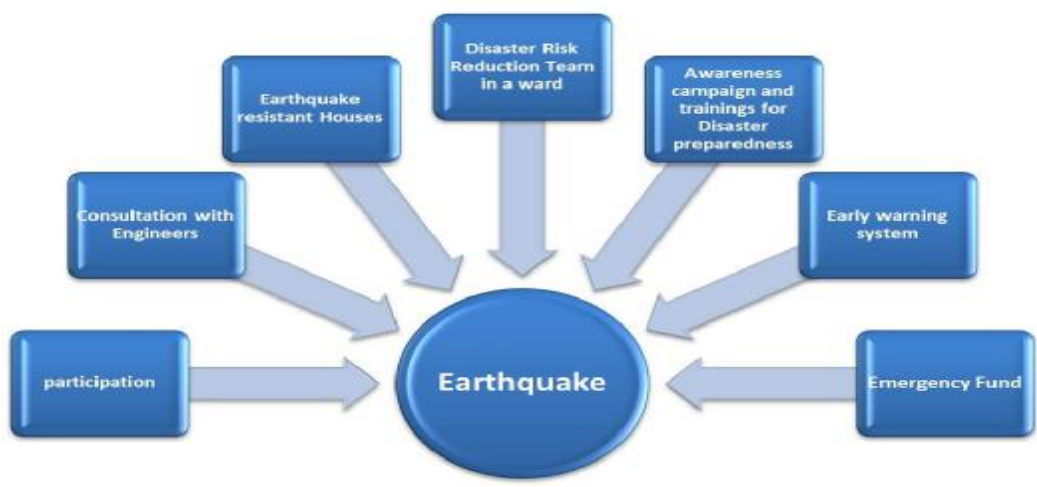 Disaster Risk
Reduction Team
in a ward
Earthquake
resistant Houses
Awareness
campaign and
trainings for
Disaster
preparedness
Consultation with
Engineers
Early warning
system
participation
Earthquake
Emergency Fund